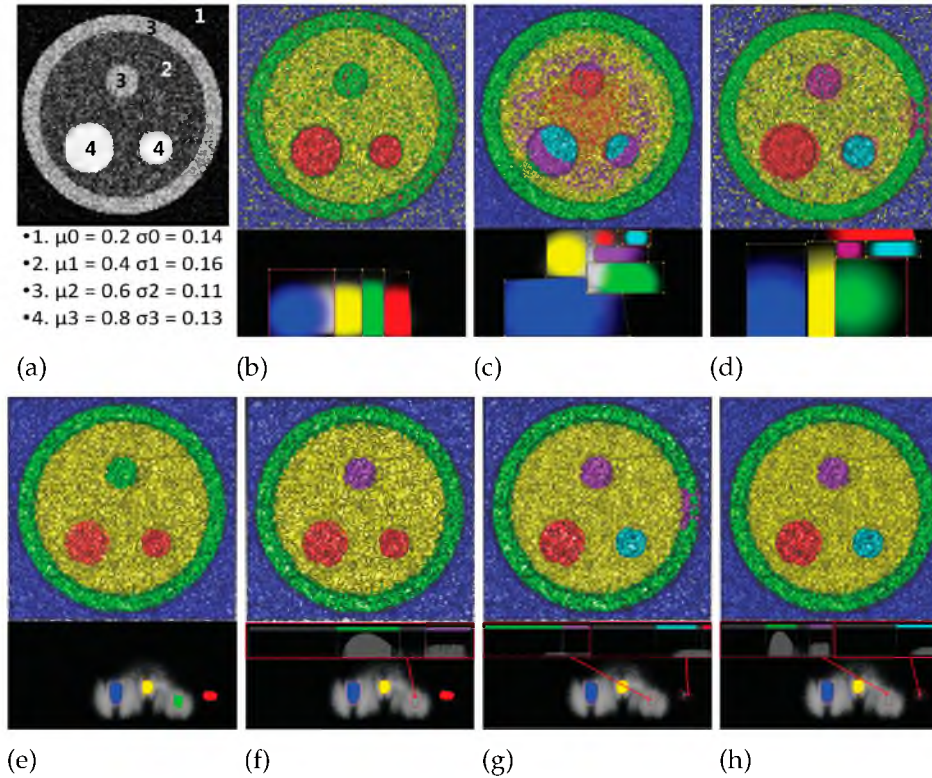 1
3
2
3
4
4
•1. μ0 = 0.2 σ0 = 0.14
•2. μ1 = 0.4 σ1 = 0.16
•3. μ2 = 0.6 σ2 = 0.11
•4. μ3 = 0.8 σ3 = 0.13
(a) (b) (c) (d)
(e) (f) (g) (h)